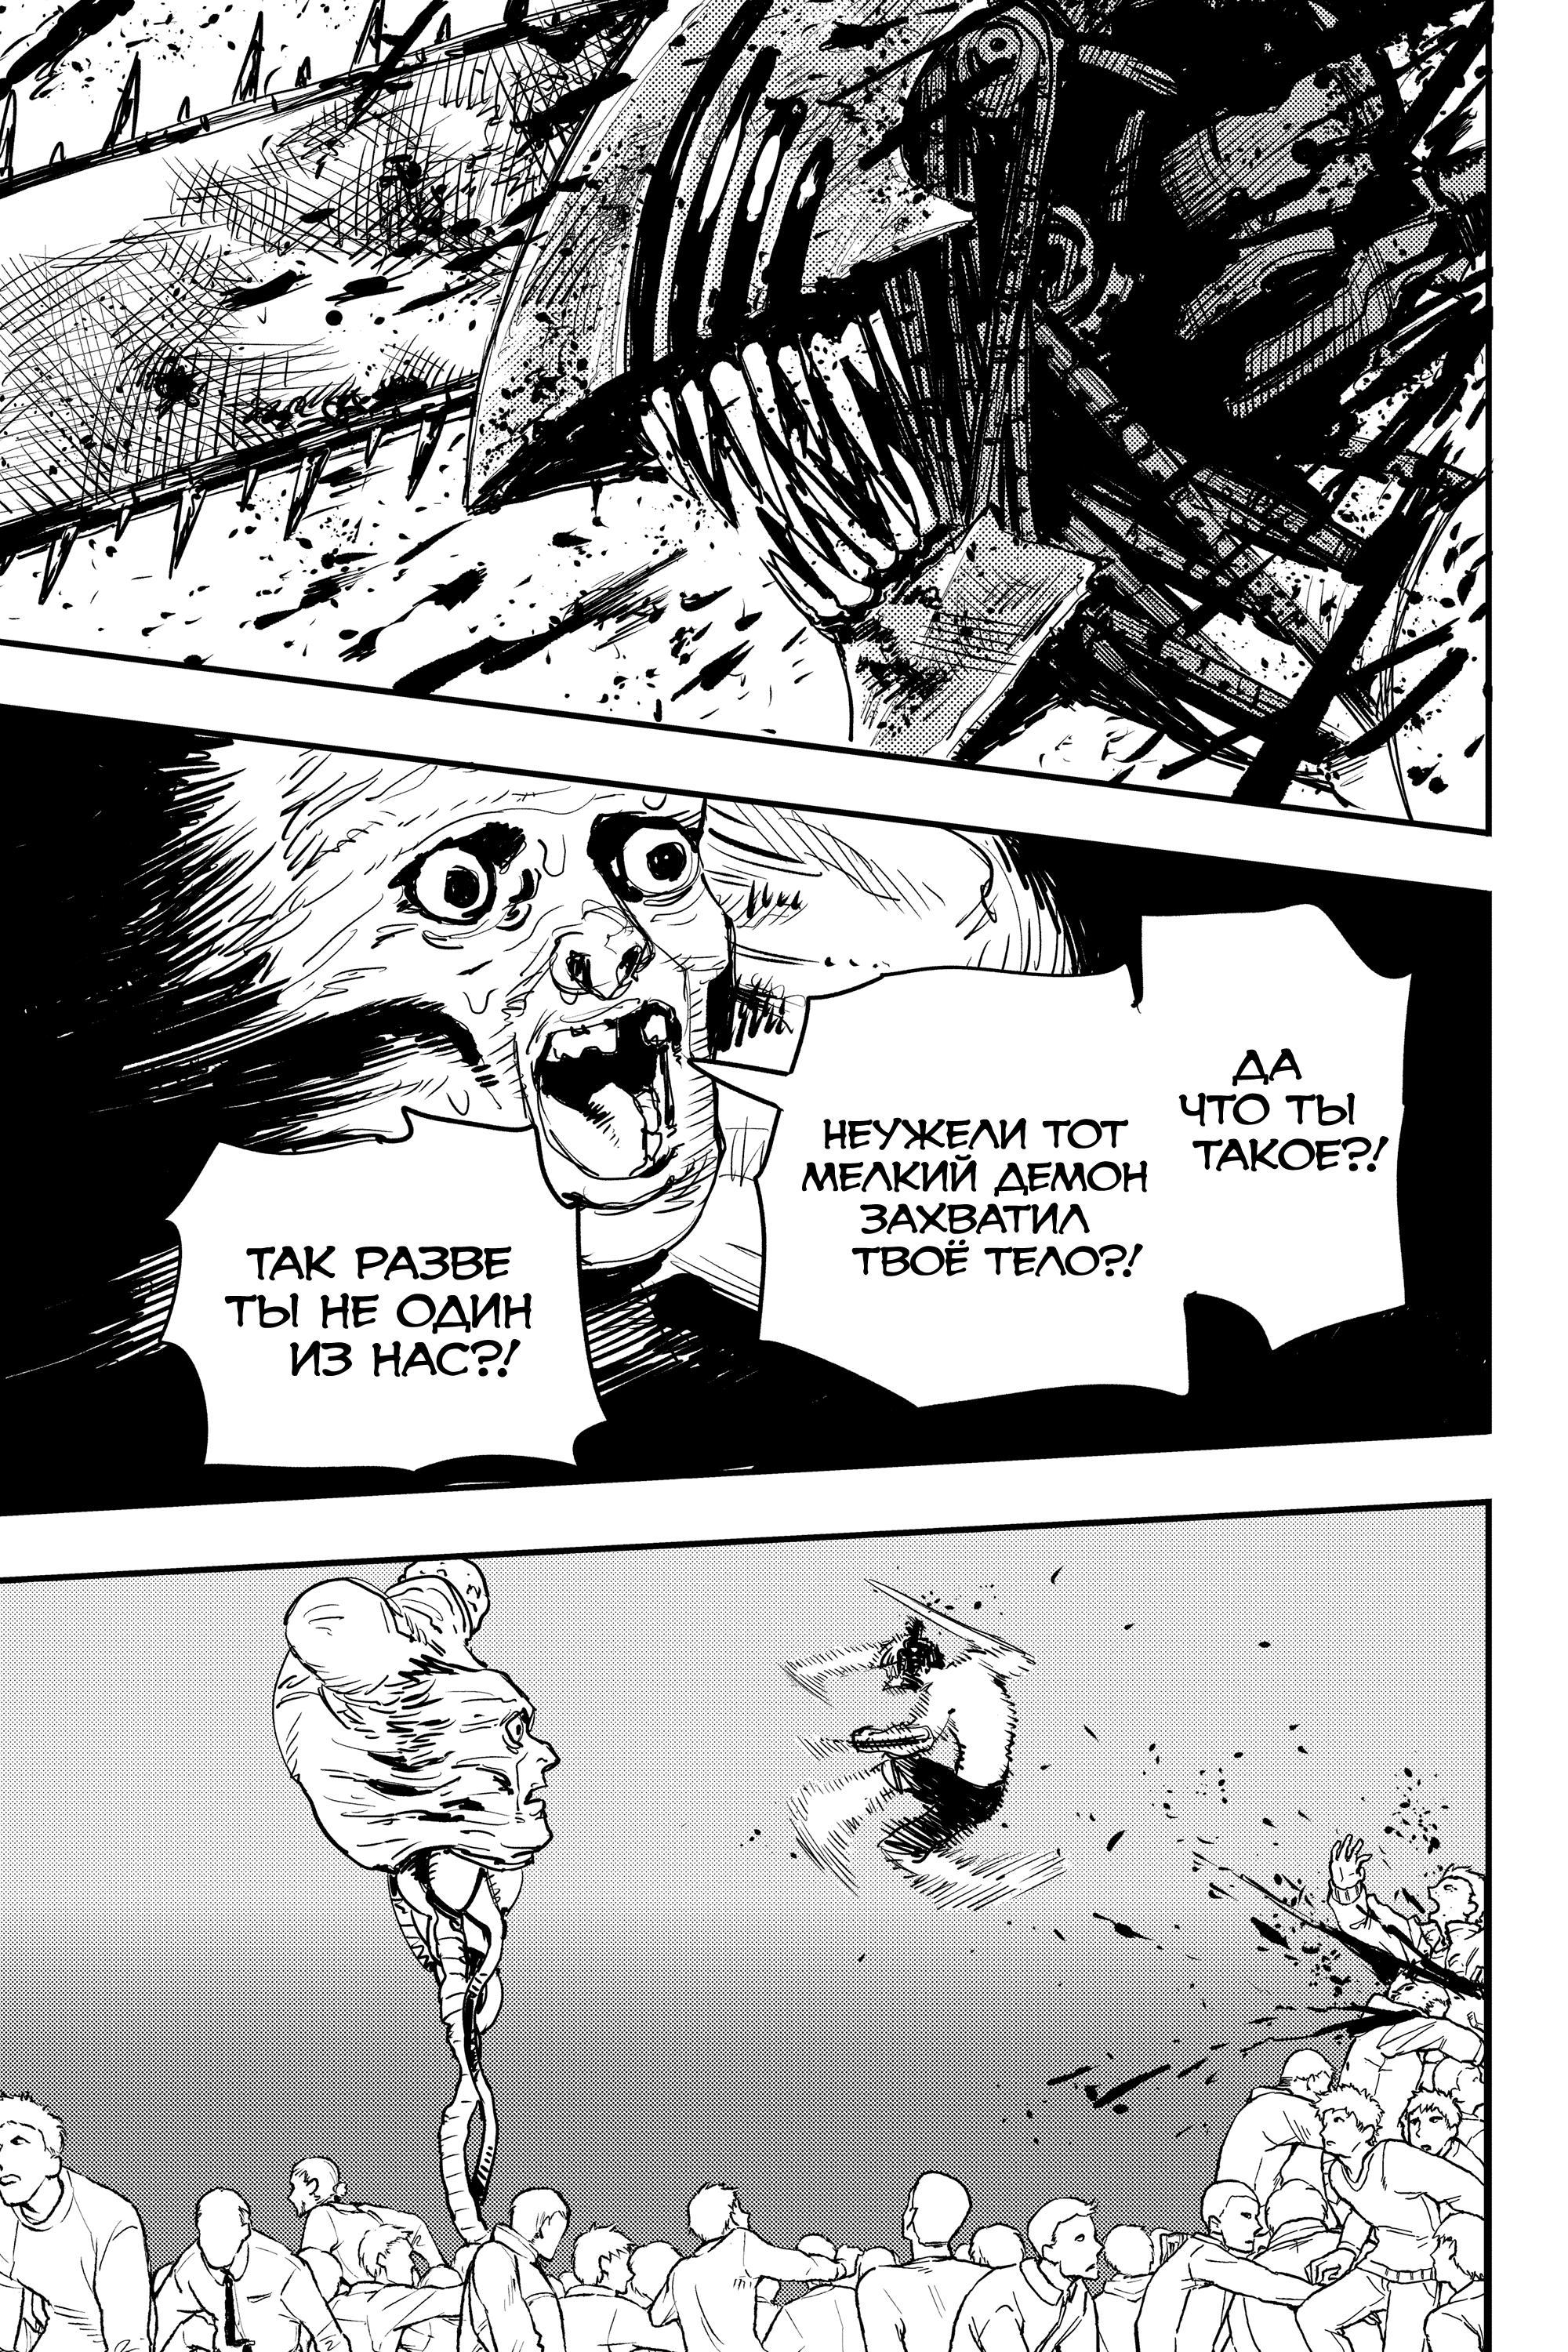 ДА
ЧТО ТЫ
ТАКОЕ?!
НЕУЖЕЛИ ТОТ
МЕЛКИЙ ДЕМОН
ЗАХВАТИЛ
ТВОЁ ТЕЛО?!
ТАК РАЗВЕ
ТЫ НЕ ОДИН
ИЗ НАС?!